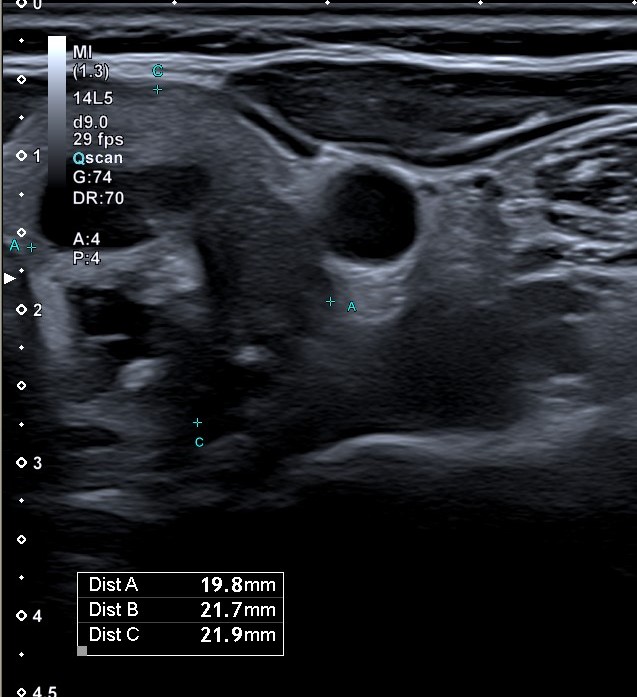 0
MI
(1.3)
C
14L5
d9.0
29 fps
1
Qscan
G:74
DR:70
A
A:4
P:4
2
A
C
3
Dist A 19.8mm
Dist B 21.7mm
Dist C 21.9mm
4
4.5